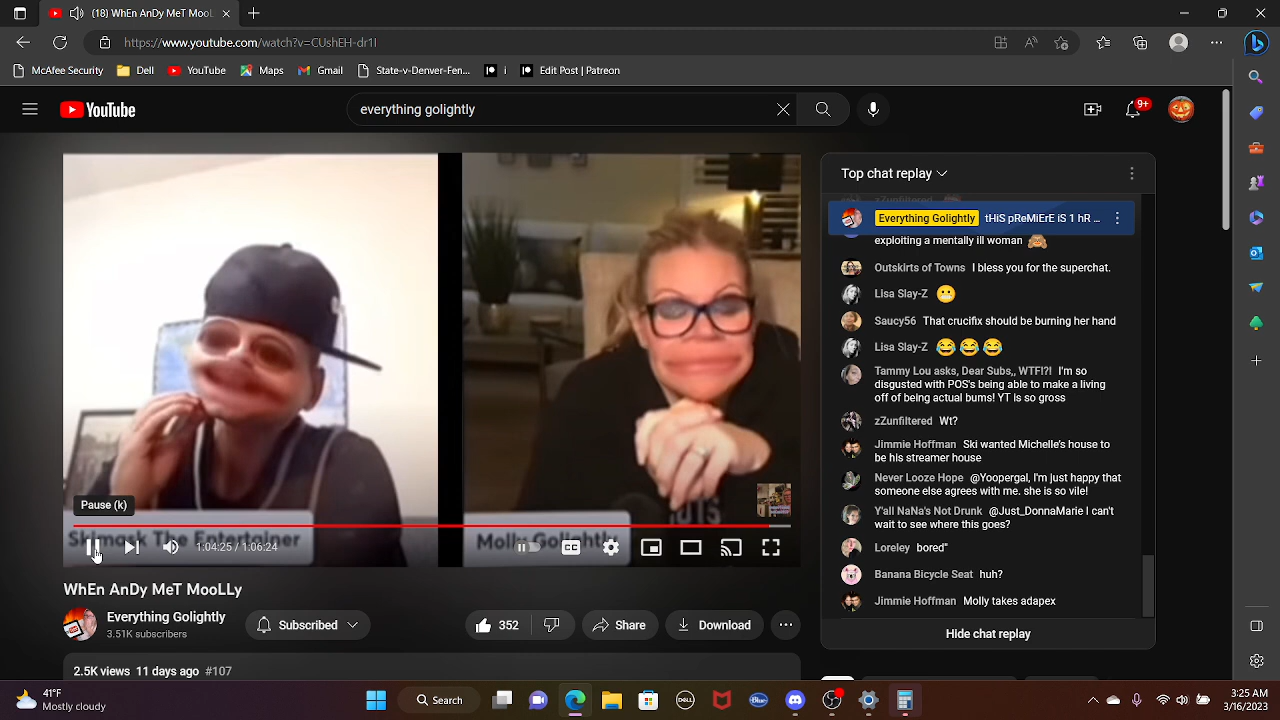 (18) WhEn AnDy MeT MooL
https://www.youtube.com/watch?v=CUshEH-dr1I
McAfee Security
Dell
YouTube
Maps
Gmail
State-v-Denver-Fen...
i
Edit Post | Patreon
YouTube
everything golightly
9+
Top chat replay
Everything Golightly tHiS pReMiErE iS 1 hR ...
exploiting a mentally ill woman 🙈
Outskirts of Towns I bless you for the superchat.
Lisa Slay-Z 😬
Saucy56 That crucifix should be burning her hand
Lisa Slay-Z 😂😂😂
Tammy Lou asks, Dear Subs,, WTF!?! I'm so
disgusted with POS's being able to make a living
off of being actual bums! YT Is so gross
zZunfiltered Wt?
Jimmie Hoffman Ski wanted Michelle's house to
be his streamer house
Never Looze Hope @Yoopergal, I'm just happy that
someone else agrees with me. she is so vile!
Y'all NaNa's Not Drunk @Just_DonnaMarie I can't
wait to see where this goes?
Loreley bored"
Banana Bicycle Seat huh?
Jimmie Hoffman Molly takes adapex
Hide chat replay
Pause (k)
Skimask The Entertainer
Molly Golightly
1:04:25 / 1:06:24
CC
WhEn AnDy MeT MooLLy
Everything Golightly
3.51K subscribers
Subscribed
352
Share
Download
2.5K views 11 days ago #107
41°F
Mostly cloudy
Search
DELL
Blue
3:25 AM
3/16/2023